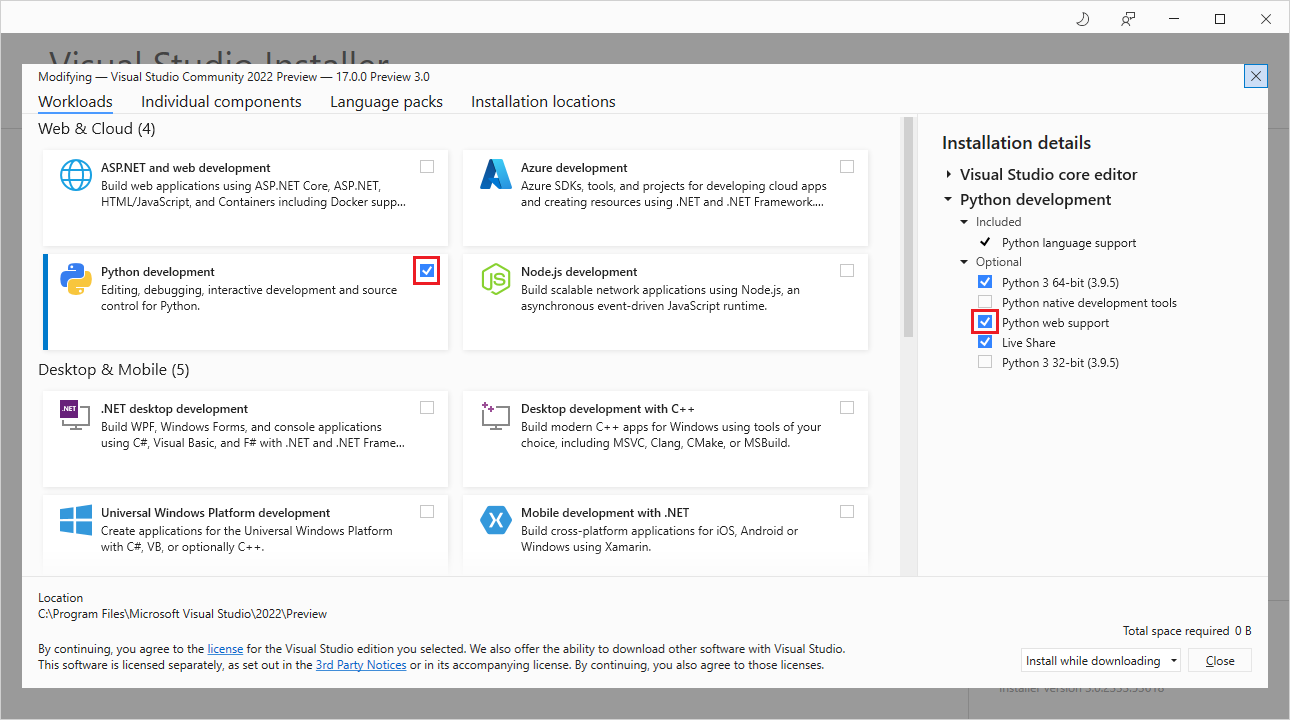 Visual Studio Installer
Modifying — Visual Studio Community 2022 Preview — 17.0.0 Preview 3.0
Workloads
Individual components
Language packs
Installation locations
Web & Cloud (4)
ASP.NET and web development
Build web applications using ASP.NET Core, ASP.NET,
HTML/JavaScript, and Containers including Docker supp...
Azure development
Azure SDKs, tools, and projects for developing cloud apps
and creating resources using .NET and .NET Framework....
Python development
Editing, debugging, interactive development and source
control for Python.
JS
Node.js development
Build scalable network applications using Node.js, an
asynchronous event-driven JavaScript runtime.
Desktop & Mobile (5)
.NET
.NET desktop development
Build WPF, Windows Forms, and console applications
using C#, Visual Basic, and F# with .NET and .NET Frame...
Desktop development with C++
Build modern C++ apps for Windows using tools of your
choice, including MSVC, Clang, CMake, or MSBuild.
Universal Windows Platform development
Create applications for the Universal Windows Platform
with C#, VB, or optionally C++.
Mobile development with .NET
Build cross-platform applications for iOS, Android or
Windows using Xamarin.
Installation details
Visual Studio core editor
Python development
Included
Python language support
Optional
Python 3 64-bit (3.9.5)
Python native development tools
Python web support
Live Share
Python 3 32-bit (3.9.5)
Location
C:\Program Files\Microsoft Visual Studio\2022\Preview
Total space required 0 B
By continuing, you agree to the license for the Visual Studio edition you selected. We also offer the ability to download other software with Visual Studio.
This software is licensed separately, as set out in the 3rd Party Notices or in its accompanying license. By continuing, you also agree to those licenses.
Install while downloading
Close